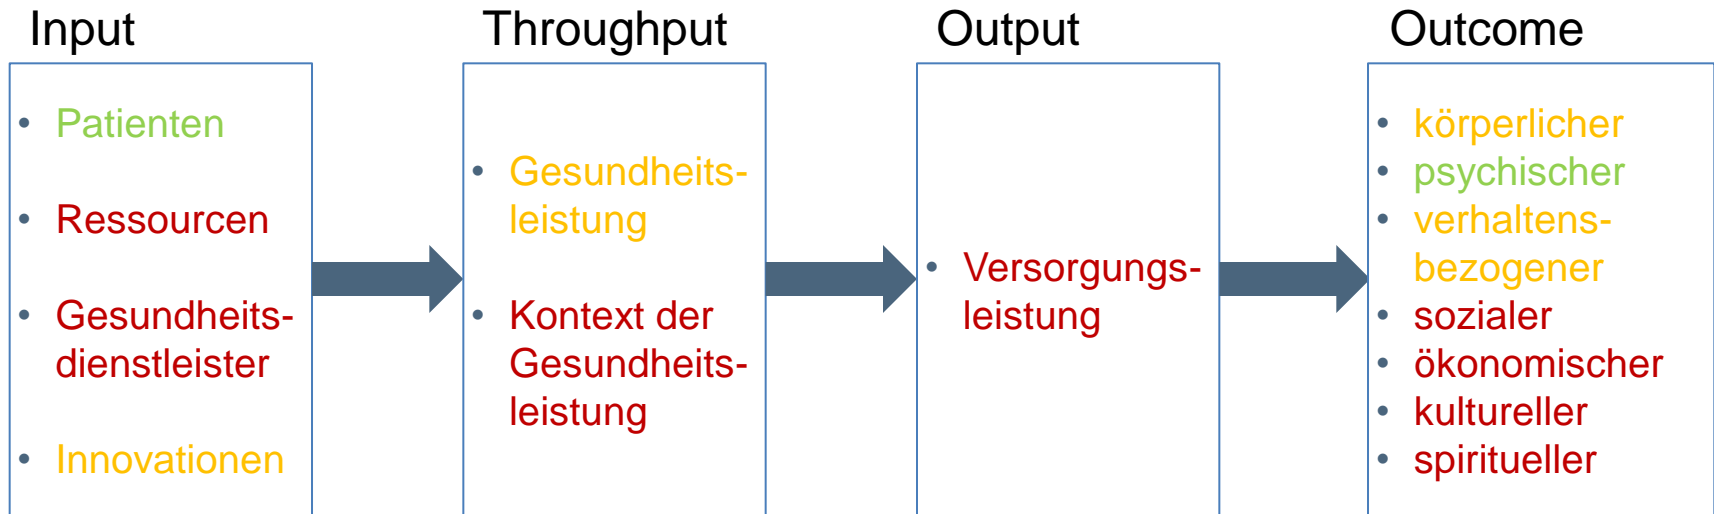 Input
• Patienten
• Ressourcen
• Gesundheits-
dienstleister
• Innovationen
Throughput
• Gesundheits-
leistung
• Kontext der
Gesundheits-
leistung
Output
• Versorgungs-
leistung
Outcome
• körperlicher
• psychischer
• verhaltens-
bezogener
• sozialer
• ökonomischer
• kultureller
• spiritueller